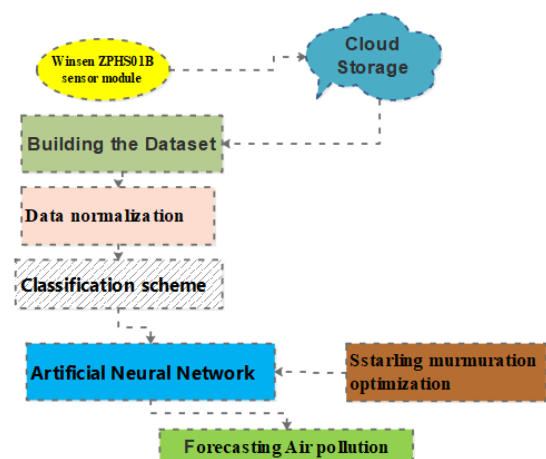 Winsen ZPHS01B
sensor module
Cloud
Storage
Building the Dataset
Data normalization
Classification scheme
Artificial Neural Network
Sstarling murmuration
optimization
Forecasting Air pollution